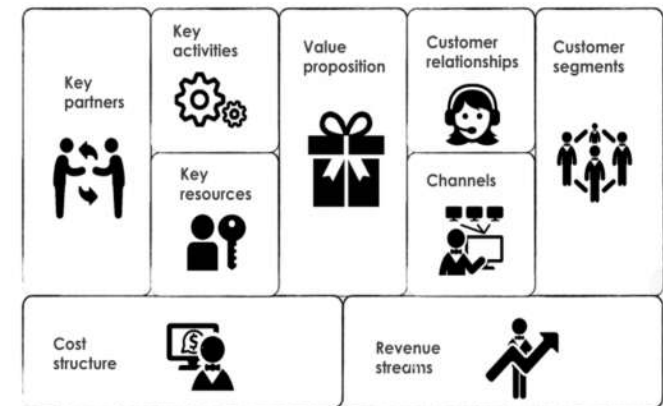 Key
partners
Key
activities
Key
resources
Value
proposition
Customer
relationships
Channels
Customer
segments
Cost
structure
$
Revenue
streams